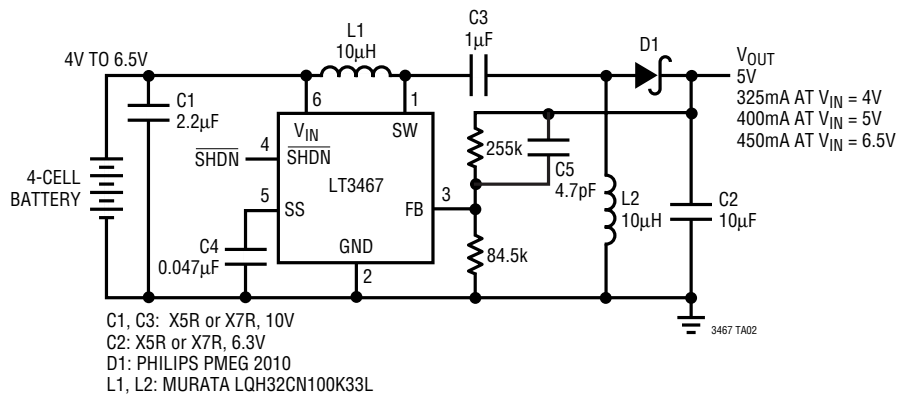 4V TO 6.5V
C1
2.2µF
4-CELL
BATTERY
L1
10µH
C3
1µF
D1
VOUT
5V
325mA AT VIN = 4V
400mA AT VIN = 5V
450mA AT VIN = 6.5V
6
1
VIN
SW
SHDN
4
SHDN
LT3467
5
SS
FB
3
GND
2
C4
0.047µF
255k
C5
4.7pF
84.5k
L2
10µH
C2
10µF
3467 TA02
C1, C3: X5R or X7R, 10V
C2: X5R or X7R, 6.3V
D1: PHILIPS PMEG 2010
L1, L2: MURATA LQH32CN100K33L